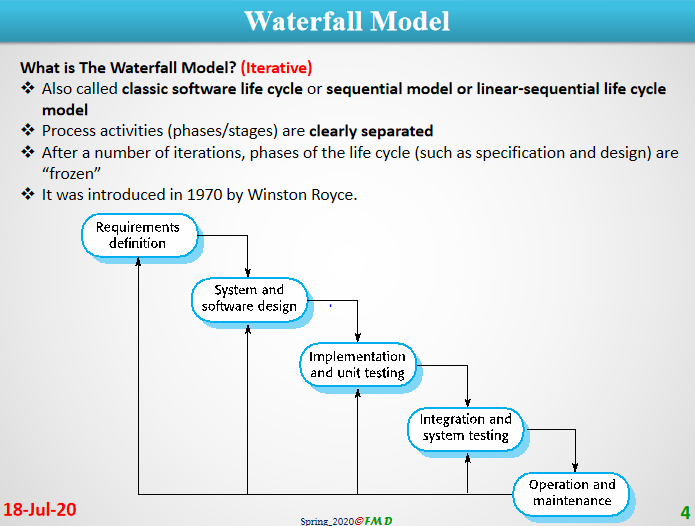 Waterfall Model
What is The Waterfall Model? (Iterative)
❖ Also called classic software life cycle or sequential model or linear-sequential life cycle
model
❖ Process activities (phases/stages) are clearly separated
❖ After a number of iterations, phases of the life cycle (such as specification and design) are
“frozen”
❖ It was introduced in 1970 by Winston Royce.
Requirements
definition
System and
software design
Implementation
and unit testing
Integration and
system testing
Operation and
maintenance
18-Jul-20
Spring_2020©FMD
4